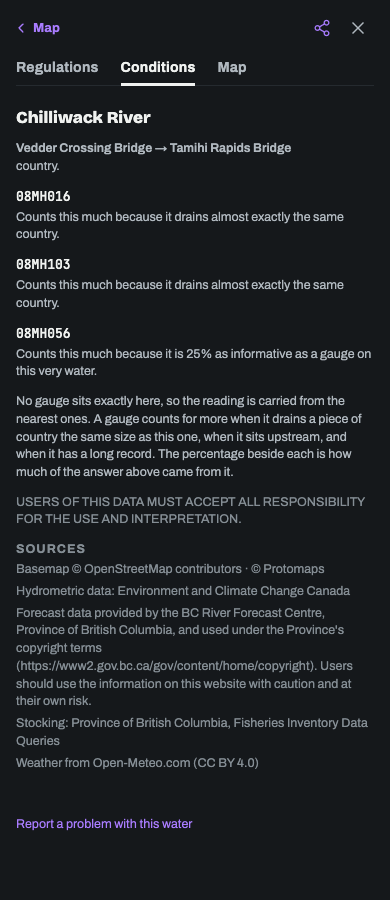 Map
Regulations
Conditions
Map
Chilliwack River
Vedder Crossing Bridge → Tamihi Rapids Bridge
country.
08MH016
Counts this much because it drains almost exactly the same
country.
08MH103
Counts this much because it drains almost exactly the same
country.
08MH056
Counts this much because it is 25% as informative as a gauge on
this very water.
No gauge sits exactly here, so the reading is carried from the
nearest ones. A gauge counts for more when it drains a piece of
country the same size as this one, when it sits upstream, and
when it has a long record. The percentage beside each is how
much of the answer above came from it.
USERS OF THIS DATA MUST ACCEPT ALL RESPONSIBILITY
FOR THE USE AND INTERPRETATION.
SOURCES
Basemap © OpenStreetMap contributors · © Protomaps
Hydrometric data: Environment and Climate Change Canada
Forecast data provided by the BC River Forecast Centre,
Province of British Columbia, and used under the Province's
copyright terms
(https://www2.gov.bc.ca/gov/content/home/copyright). Users
should use the information on this website with caution and at
their own risk.
Stocking: Province of British Columbia, Fisheries Inventory Data
Queries
Weather from Open-Meteo.com (CC BY 4.0)
Report a problem with this water